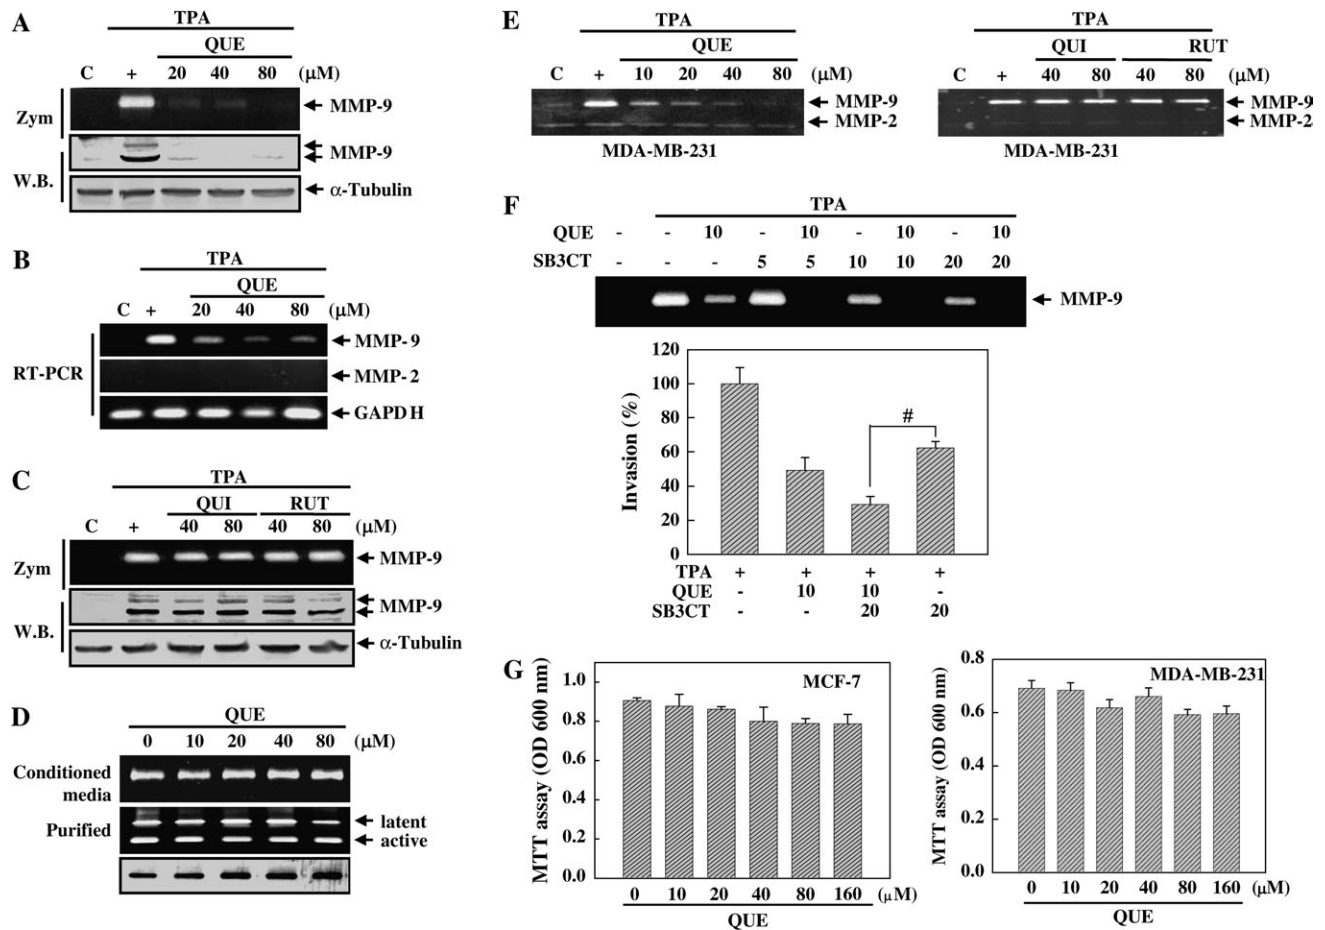 A
TPA
QUE
C + 20 40 80 (μM)
Zym
MMP-9
W.B.
MMP-9
α-Tubulin
B
TPA
QUE
C + 20 40 80 (μM)
RT-PCR
MMP-9
MMP-2
GAPDH
C
TPA
QUI RUT
C + 40 80 40 80 (μM)
Zym
MMP-9
W.B.
MMP-9
α-Tubulin
D
QUE
0 10 20 40 80 (μM)
Conditioned
media
Purified
latent
active
E
TPA
QUE
C + 10 20 40 80 (μM)
MMP-9
MMP-2
MDA-MB-231
TPA
QUI RUT
C + 40 80 40 80 (μM)
MMP-9
MMP-2
MDA-MB-231
F
TPA
QUE - - 10 - 10 - 10 - 10
SB3CT - - - 5 5 10 10 20 20
MMP-9
Invasion (%)
120
100
80
60
40
20
0
#
TPA + + + +
QUE - 10 10 -
SB3CT - - 20 20
G
MTT assay (OD 600 nm)
1.0
0.8
0.6
0.4
0.2
0.0
MCF-7
0 10 20 40 80 160 (μM)
QUE
MTT assay (OD 600 nm)
0.8
0.6
0.4
0.2
0.0
MDA-MB-231
0 10 20 40 80 160 (μM)
QUE